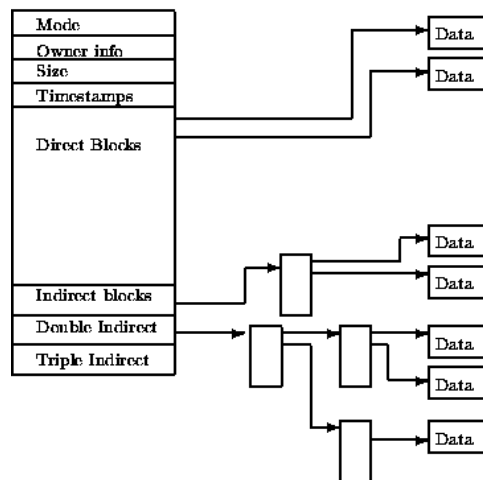 Mode
Owner info
Size
Timestamps
Direct Blocks
Indirect blocks
Double Indirect
Triple Indirect
Data
Data
Data
Data
Data
Data
Data